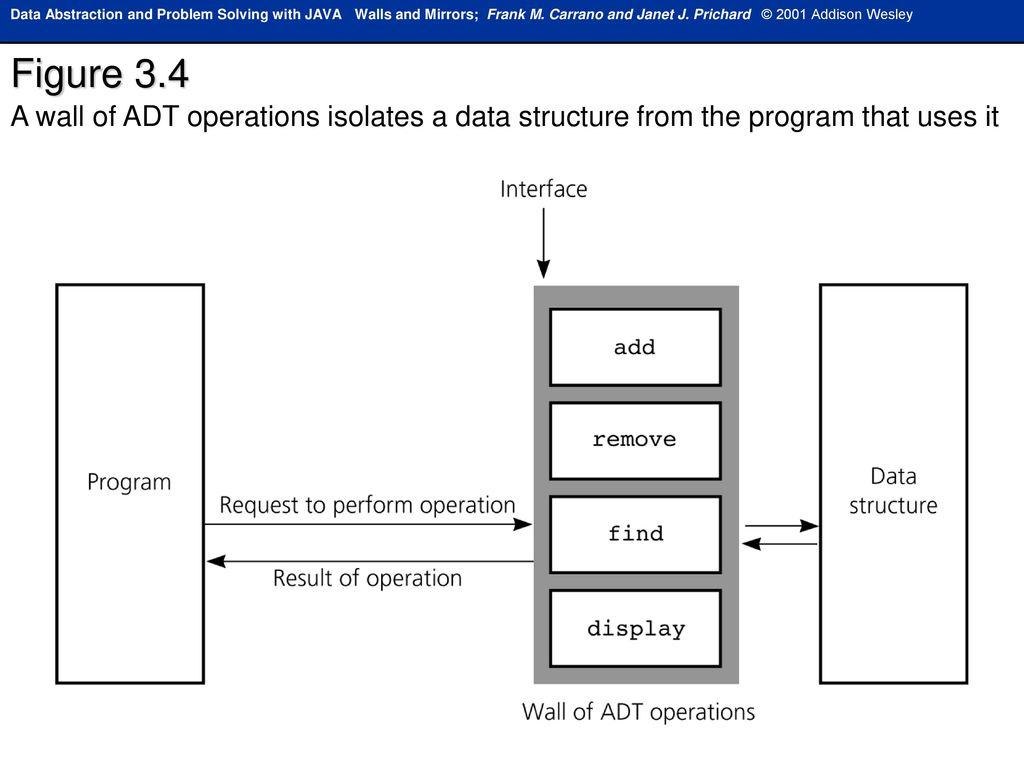 Data Abstraction and Problem Solving with JAVA Walls and Mirrors; Frank M. Carrano and Janet J. Prichard © 2001 Addison Wesley
Figure 3.4
A wall of ADT operations isolates a data structure from the program that uses it
Interface
add
remove
Program
Data
structure
Request to perform operation
find
Result of operation
display
Wall of ADT operations